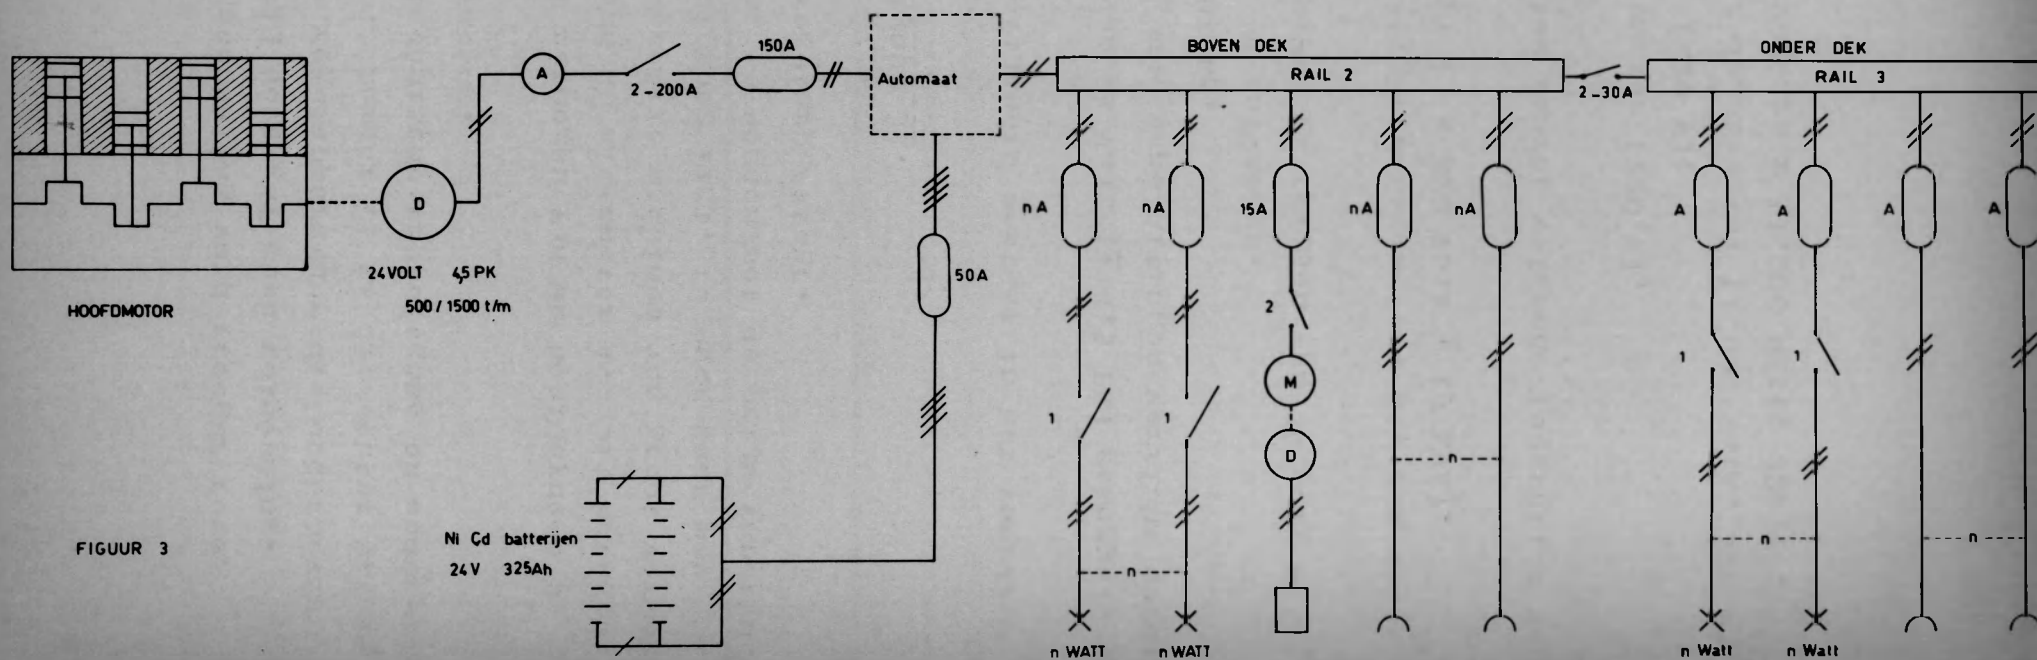 BOVEN DEK
ONDER DEK
150A
A
2-200A
Automaat
RAIL 2
2-30A
RAIL 3
D
24 VOLT 4,5 PK
500 / 1500 t/m
HOOFDMOTOR
50A
nA
nA
15A
nA
nA
A
A
A
A
2
1
1
M
D
1
1
n
n
n
n
Ni Cd batterijen
24V 325Ah
FIGUUR 3
n WATT
n WATT
n Watt
n Watt